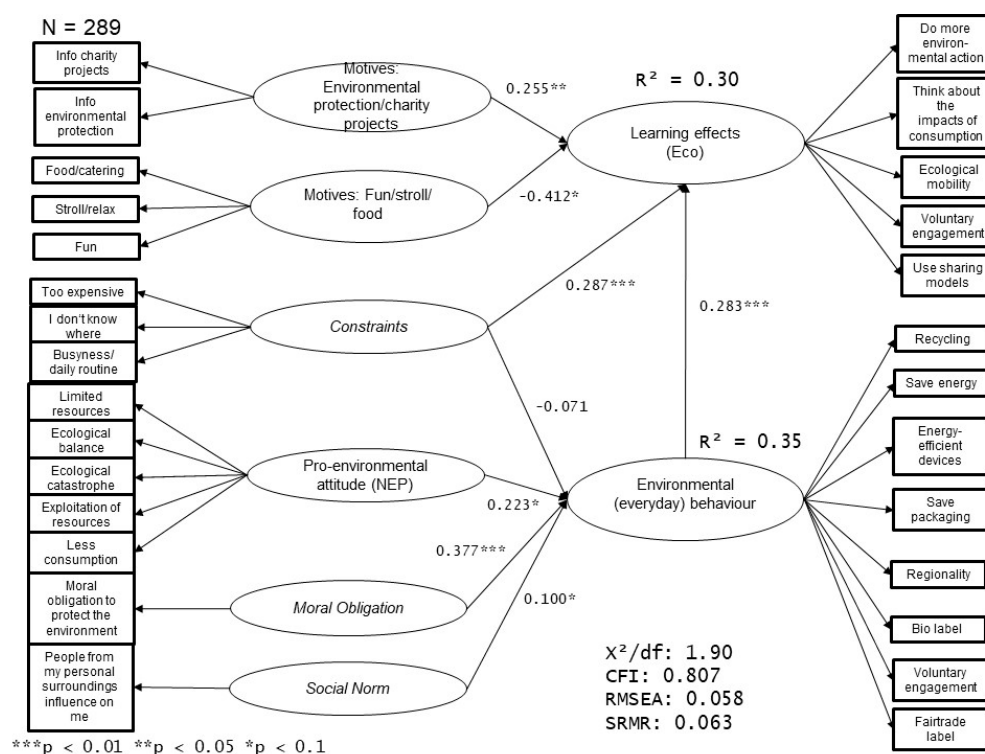 N = 289
Info charity
projects
Info
environmental
protection
Food/catering
Stroll/relax
Fun
Too expensive
I don't know
where
Busyness/
daily routine
Limited
resources
Ecological
balance
Ecological
catastrophe
Exploitation of
resources
Less
consumption
Moral
obligation to
protect the
environment
People from
my personal
surroundings
influence on
me
Motives:
Environmental
protection/charity
projects
Motives: Fun/stroll/
food
Constraints
Pro-environmental
attitude (NEP)
Moral Obligation
Social Norm
0.255**
-0.412*
0.287***
0.283***
-0.071
0.223*
0.377***
0.100*
R² = 0.30
Learning effects
(Eco)
R² = 0.35
Environmental
(everyday) behaviour
Do more
environ-
mental action
Think about
the
impacts of
consumption
Ecological
mobility
Voluntary
engagement
Use sharing
models
Recycling
Save energy
Energy-
efficient
devices
Save
packaging
Regionality
Bio label
Voluntary
engagement
Fairtrade
label
X²/df: 1.90
CFI: 0.807
RMSEA: 0.058
SRMR: 0.063
***p < 0.01 **p < 0.05 *p < 0.1